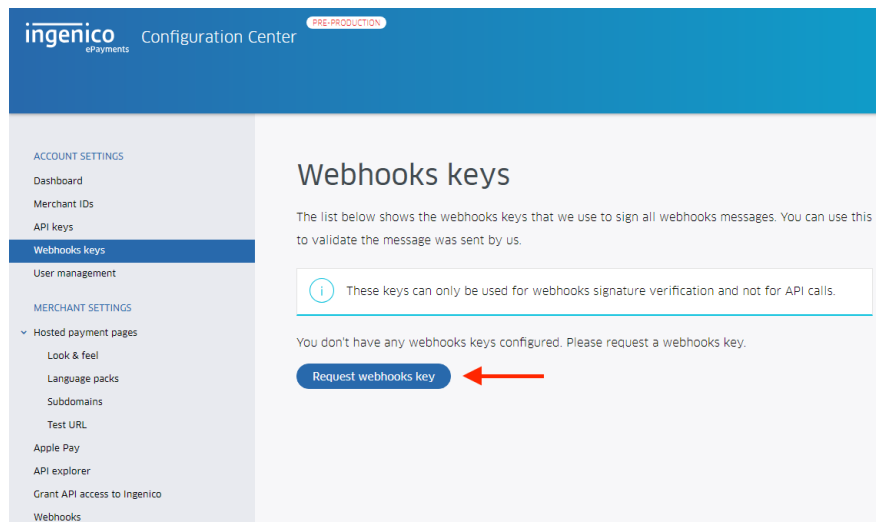 ingenico
ePayments
Configuration Center
PRE-PRODUCTION
ACCOUNT SETTINGS
Dashboard
Merchant IDs
API keys
Webhooks keys
User management
MERCHANT SETTINGS
Hosted payment pages
Look & feel
Language packs
Subdomains
Test URL
Apple Pay
API explorer
Grant API access to Ingenico
Webhooks
Webhooks keys
The list below shows the webhooks keys that we use to sign all webhooks messages. You can use this
to validate the message was sent by us.
i These keys can only be used for webhooks signature verification and not for API calls.
You don't have any webhooks keys configured. Please request a webhooks key.
Request webhooks key